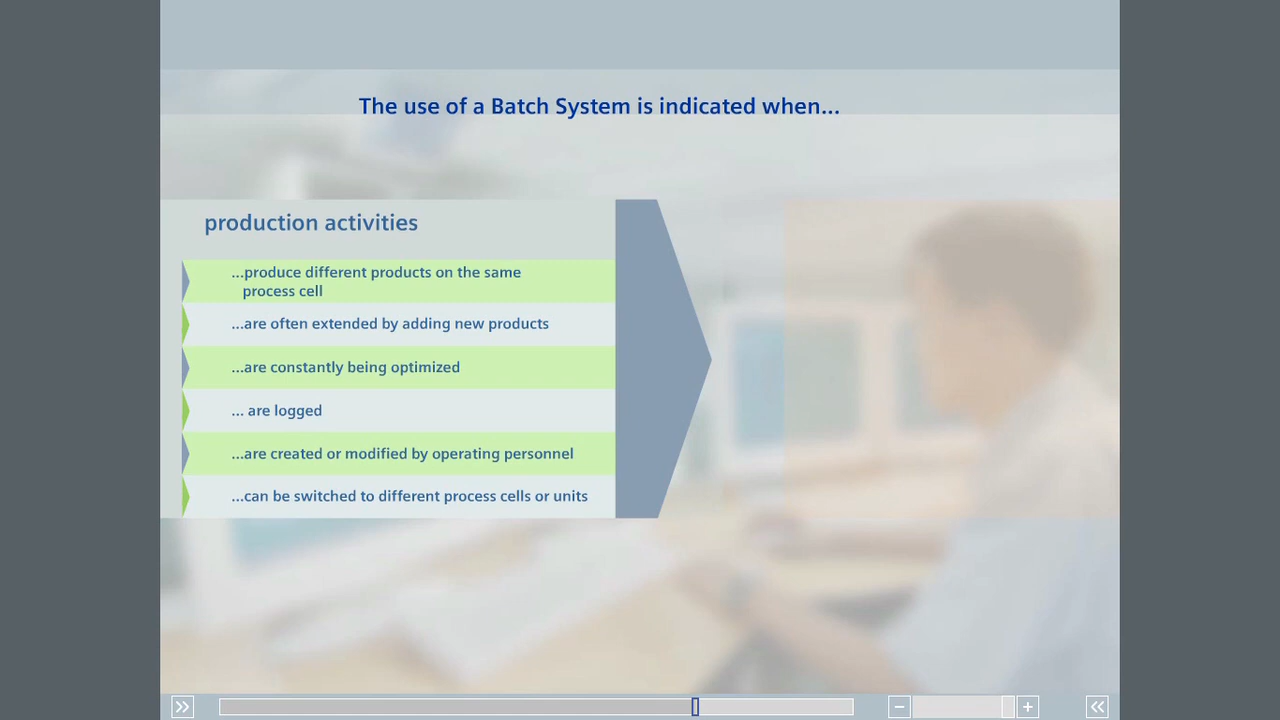 The use of a Batch System is indicated when...
production activities
...produce different products on the same
process cell
...are often extended by adding new products
...are constantly being optimized
... are logged
...are created or modified by operating personnel
...can be switched to different process cells or units